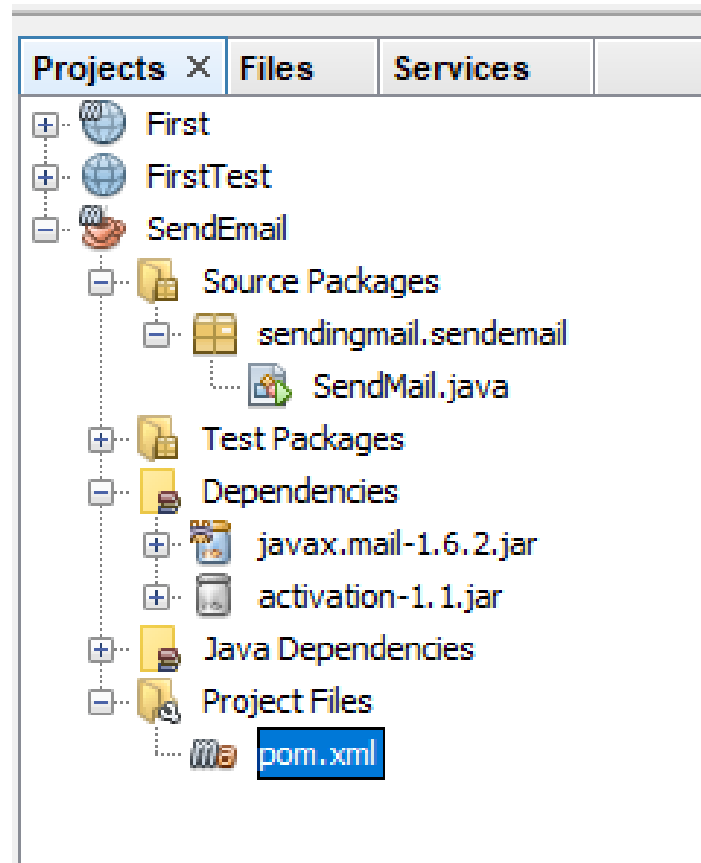 Projects Files Services
First
FirstTest
SendEmail
Source Packages
sendingmail.sendemail
SendMail.java
Test Packages
Dependencies
javax.mail-1.6.2.jar
activation-1.1.jar
Java Dependencies
Project Files
pom.xml